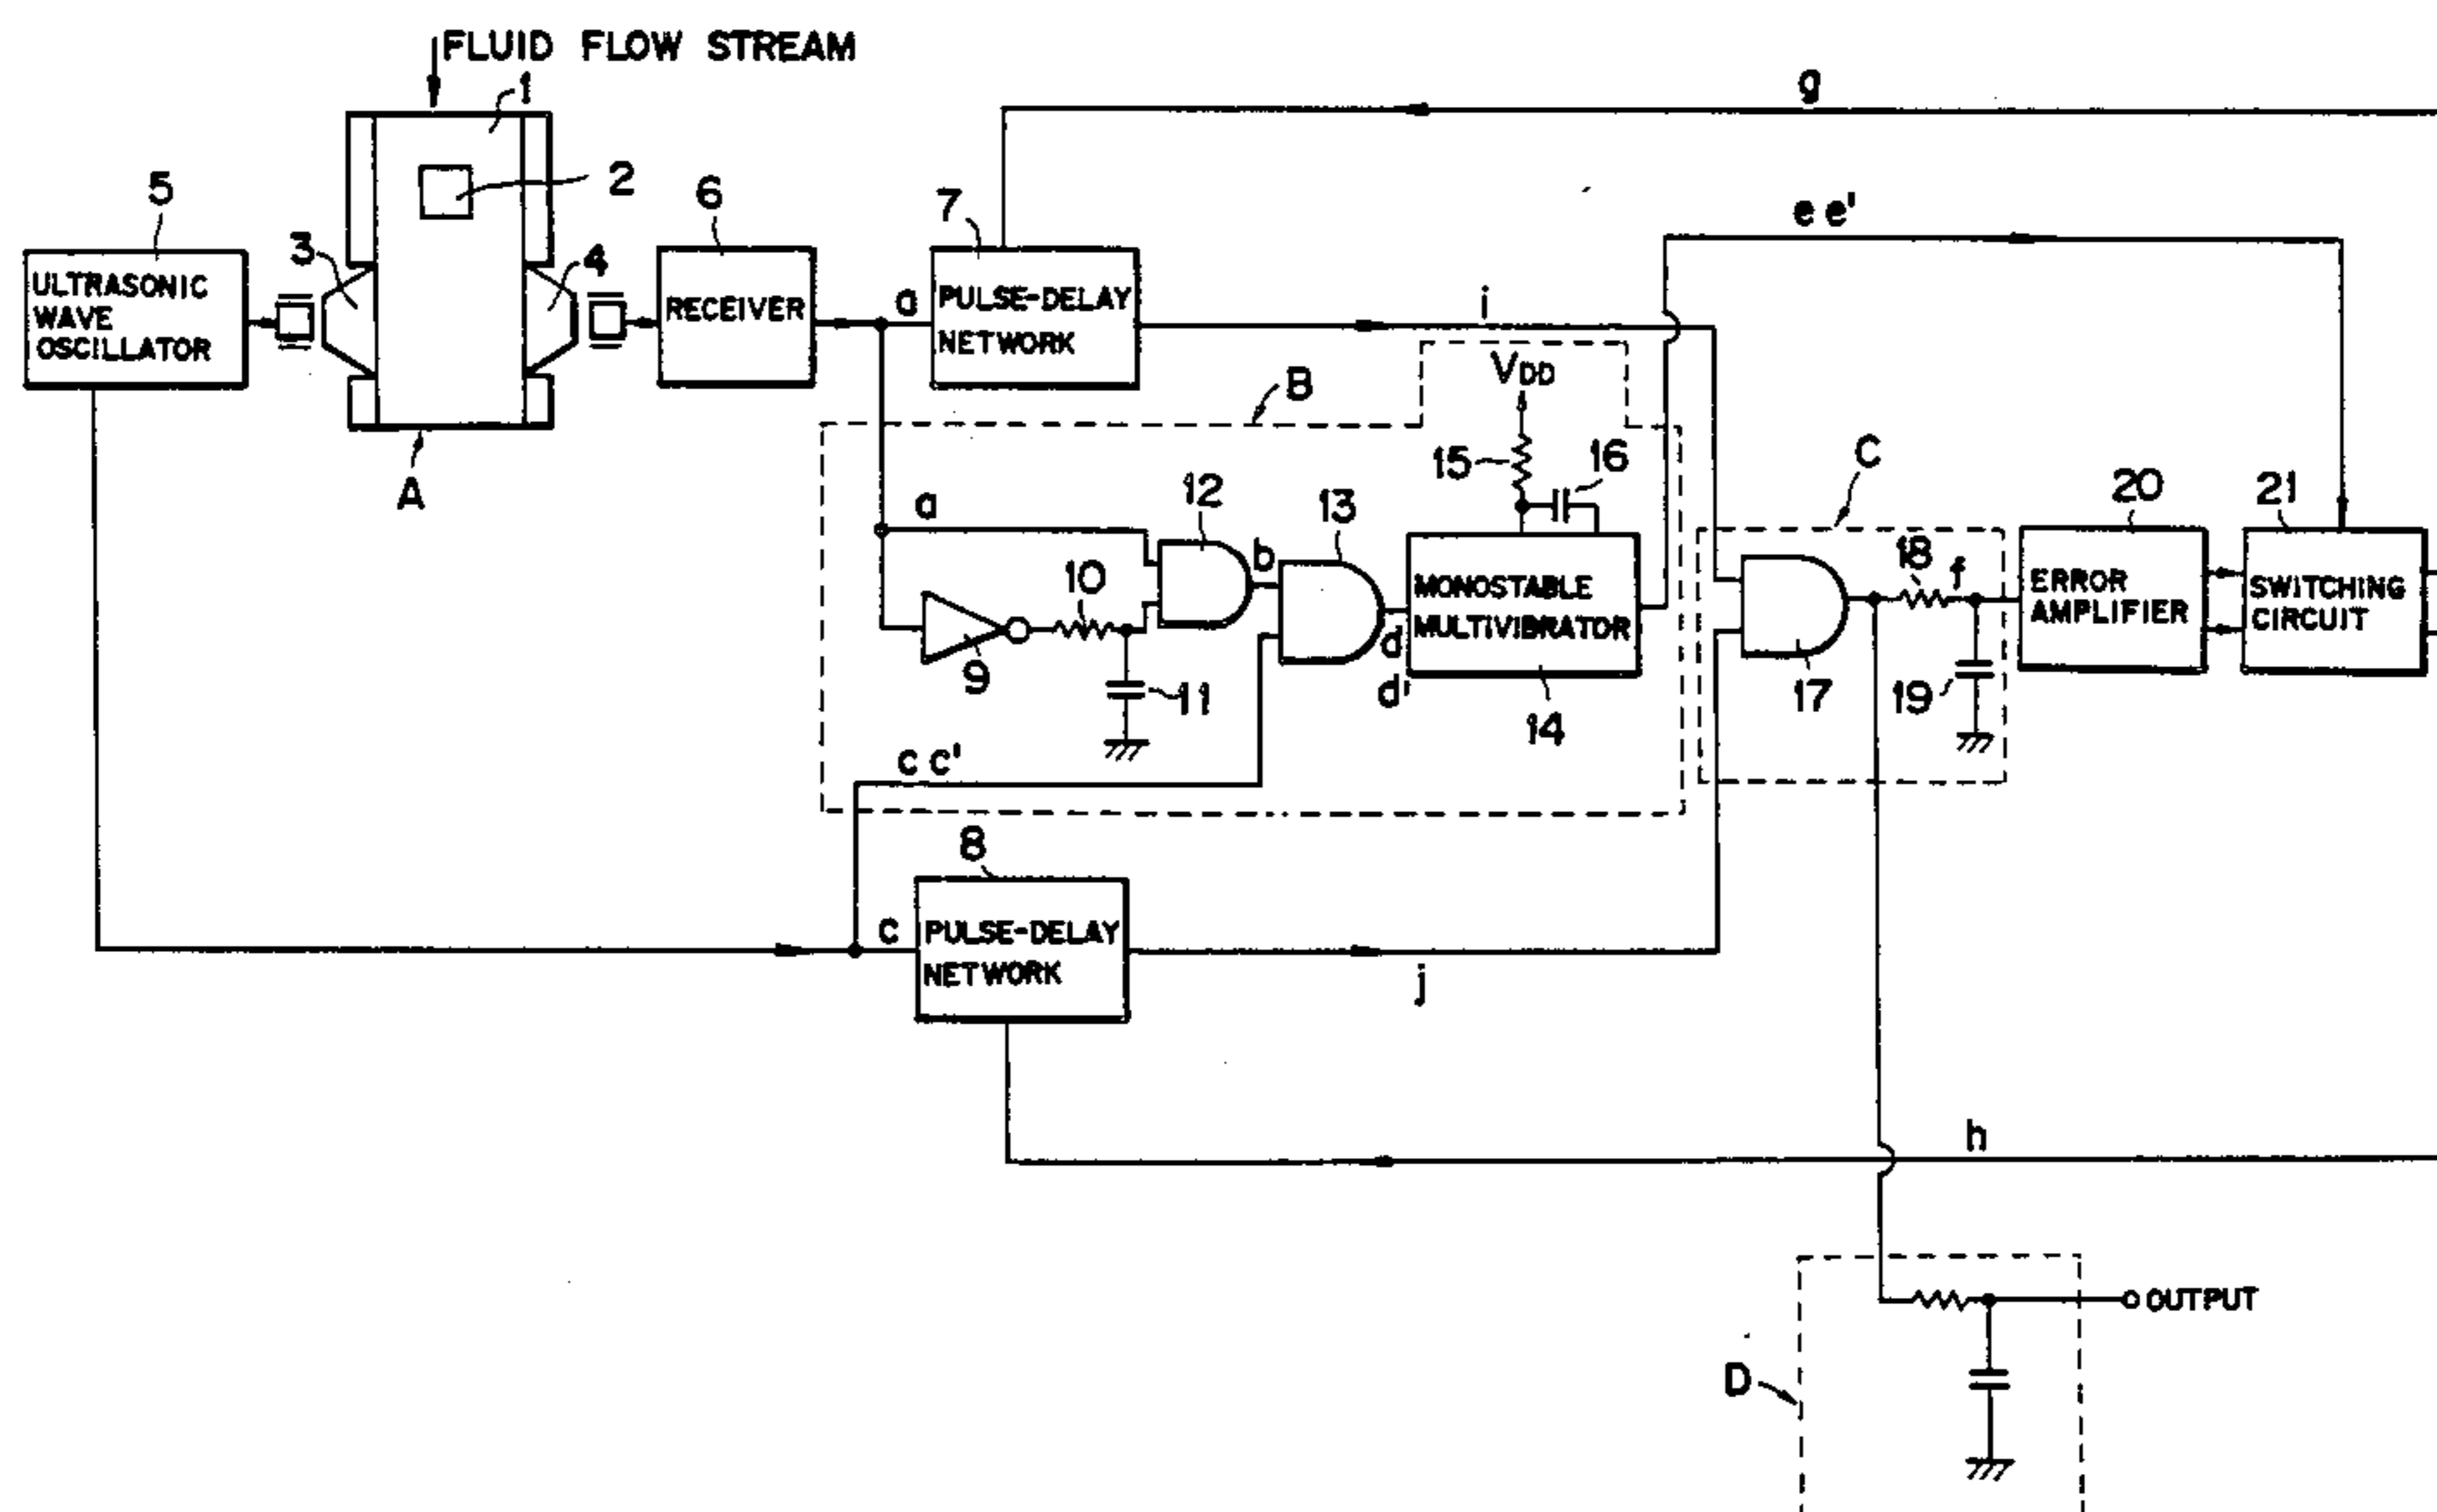 FLUID FLOW STREAM
1
2
3
4
5
ULTRASONIC
WAVE
OSCILLATOR
A
6
RECEIVER
a
7
PULSE-DELAY
NETWORK
g
e e'
i
B
VDD
15
16
a
12
b
13
10
9
11
MONOSTABLE
MULTIVIBRATOR
d
d'
14
c c'
C
18
f
17
19
20
ERROR
AMPLIFIER
21
SWITCHING
CIRCUIT
8
c
PULSE-DELAY
NETWORK
j
h
D
OUTPUT